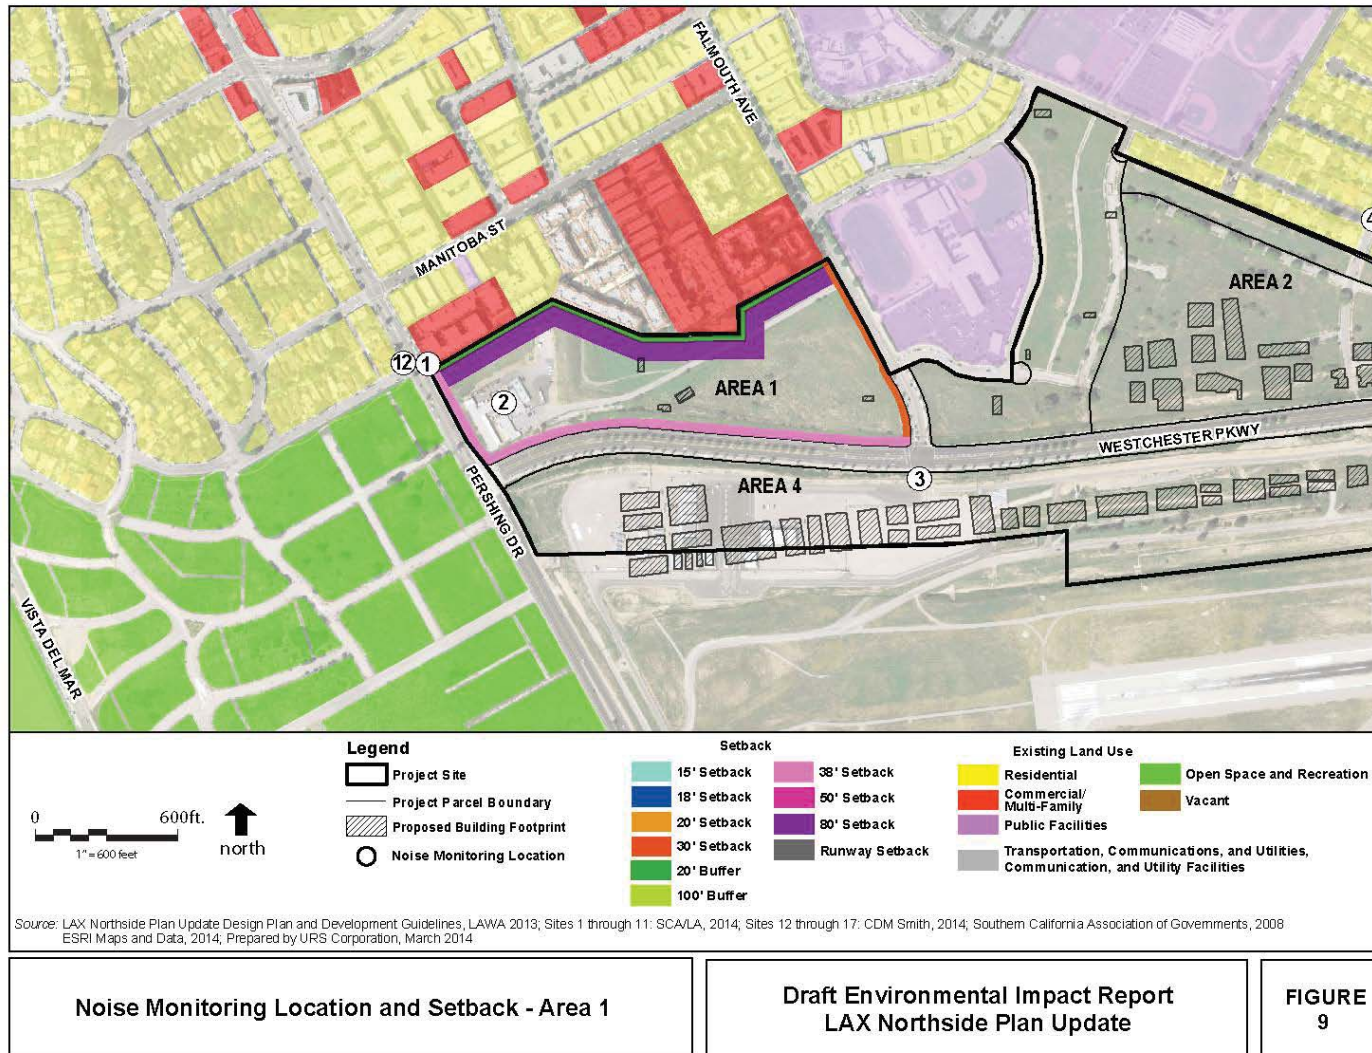 FALMOUTH AVE
MANITOBA ST
AREA 2
4
12
1
2
AREA 1
WESTCHESTER PKWY
3
AREA 4
PERSHING DR
VISTA DEL MAR
Legend
Project Site
Project Parcel Boundary
Proposed Building Footprint
Noise Monitoring Location
0 600ft.
1" = 600 feet
north
Setback
15' Setback
18' Setback
20' Setback
30' Setback
20' Buffer
100' Buffer
38' Setback
50' Setback
80' Setback
Runway Setback
Existing Land Use
Residential
Commercial/
Multi-Family
Public Facilities
Transportation, Communications, and Utilities,
Communication, and Utility Facilities
Open Space and Recreation
Vacant
Source: LAX Northside Plan Update Design Plan and Development Guidelines, LAWA 2013; Sites 1 through 11: SCA/LA, 2014; Sites 12 through 17: CDM Smith, 2014; Southern California Association of Governments, 2008
ESRI Maps and Data, 2014; Prepared by URS Corporation, March 2014
Noise Monitoring Location and Setback - Area 1
Draft Environmental Impact Report
LAX Northside Plan Update
FIGURE
9